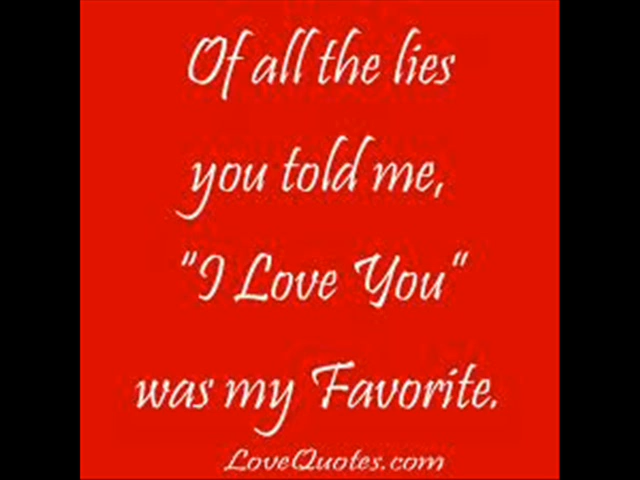 Of all the lies
you told me,
"I Love You"
was my Favorite.
LoveQuotes.com